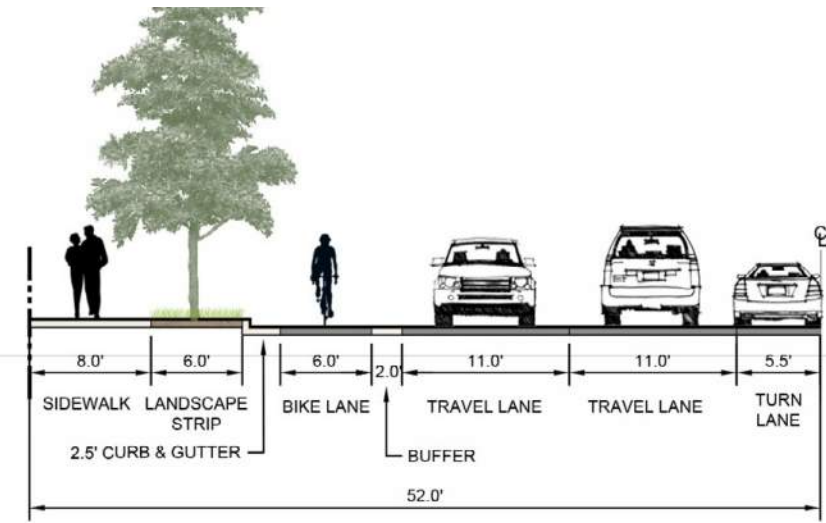 ℄
8.0' 6.0' 6.0' 2.0' 11.0' 11.0' 5.5'
SIDEWALK LANDSCAPE STRIP BIKE LANE TRAVEL LANE TRAVEL LANE TURN LANE
2.5' CURB & GUTTER BUFFER
52.0'